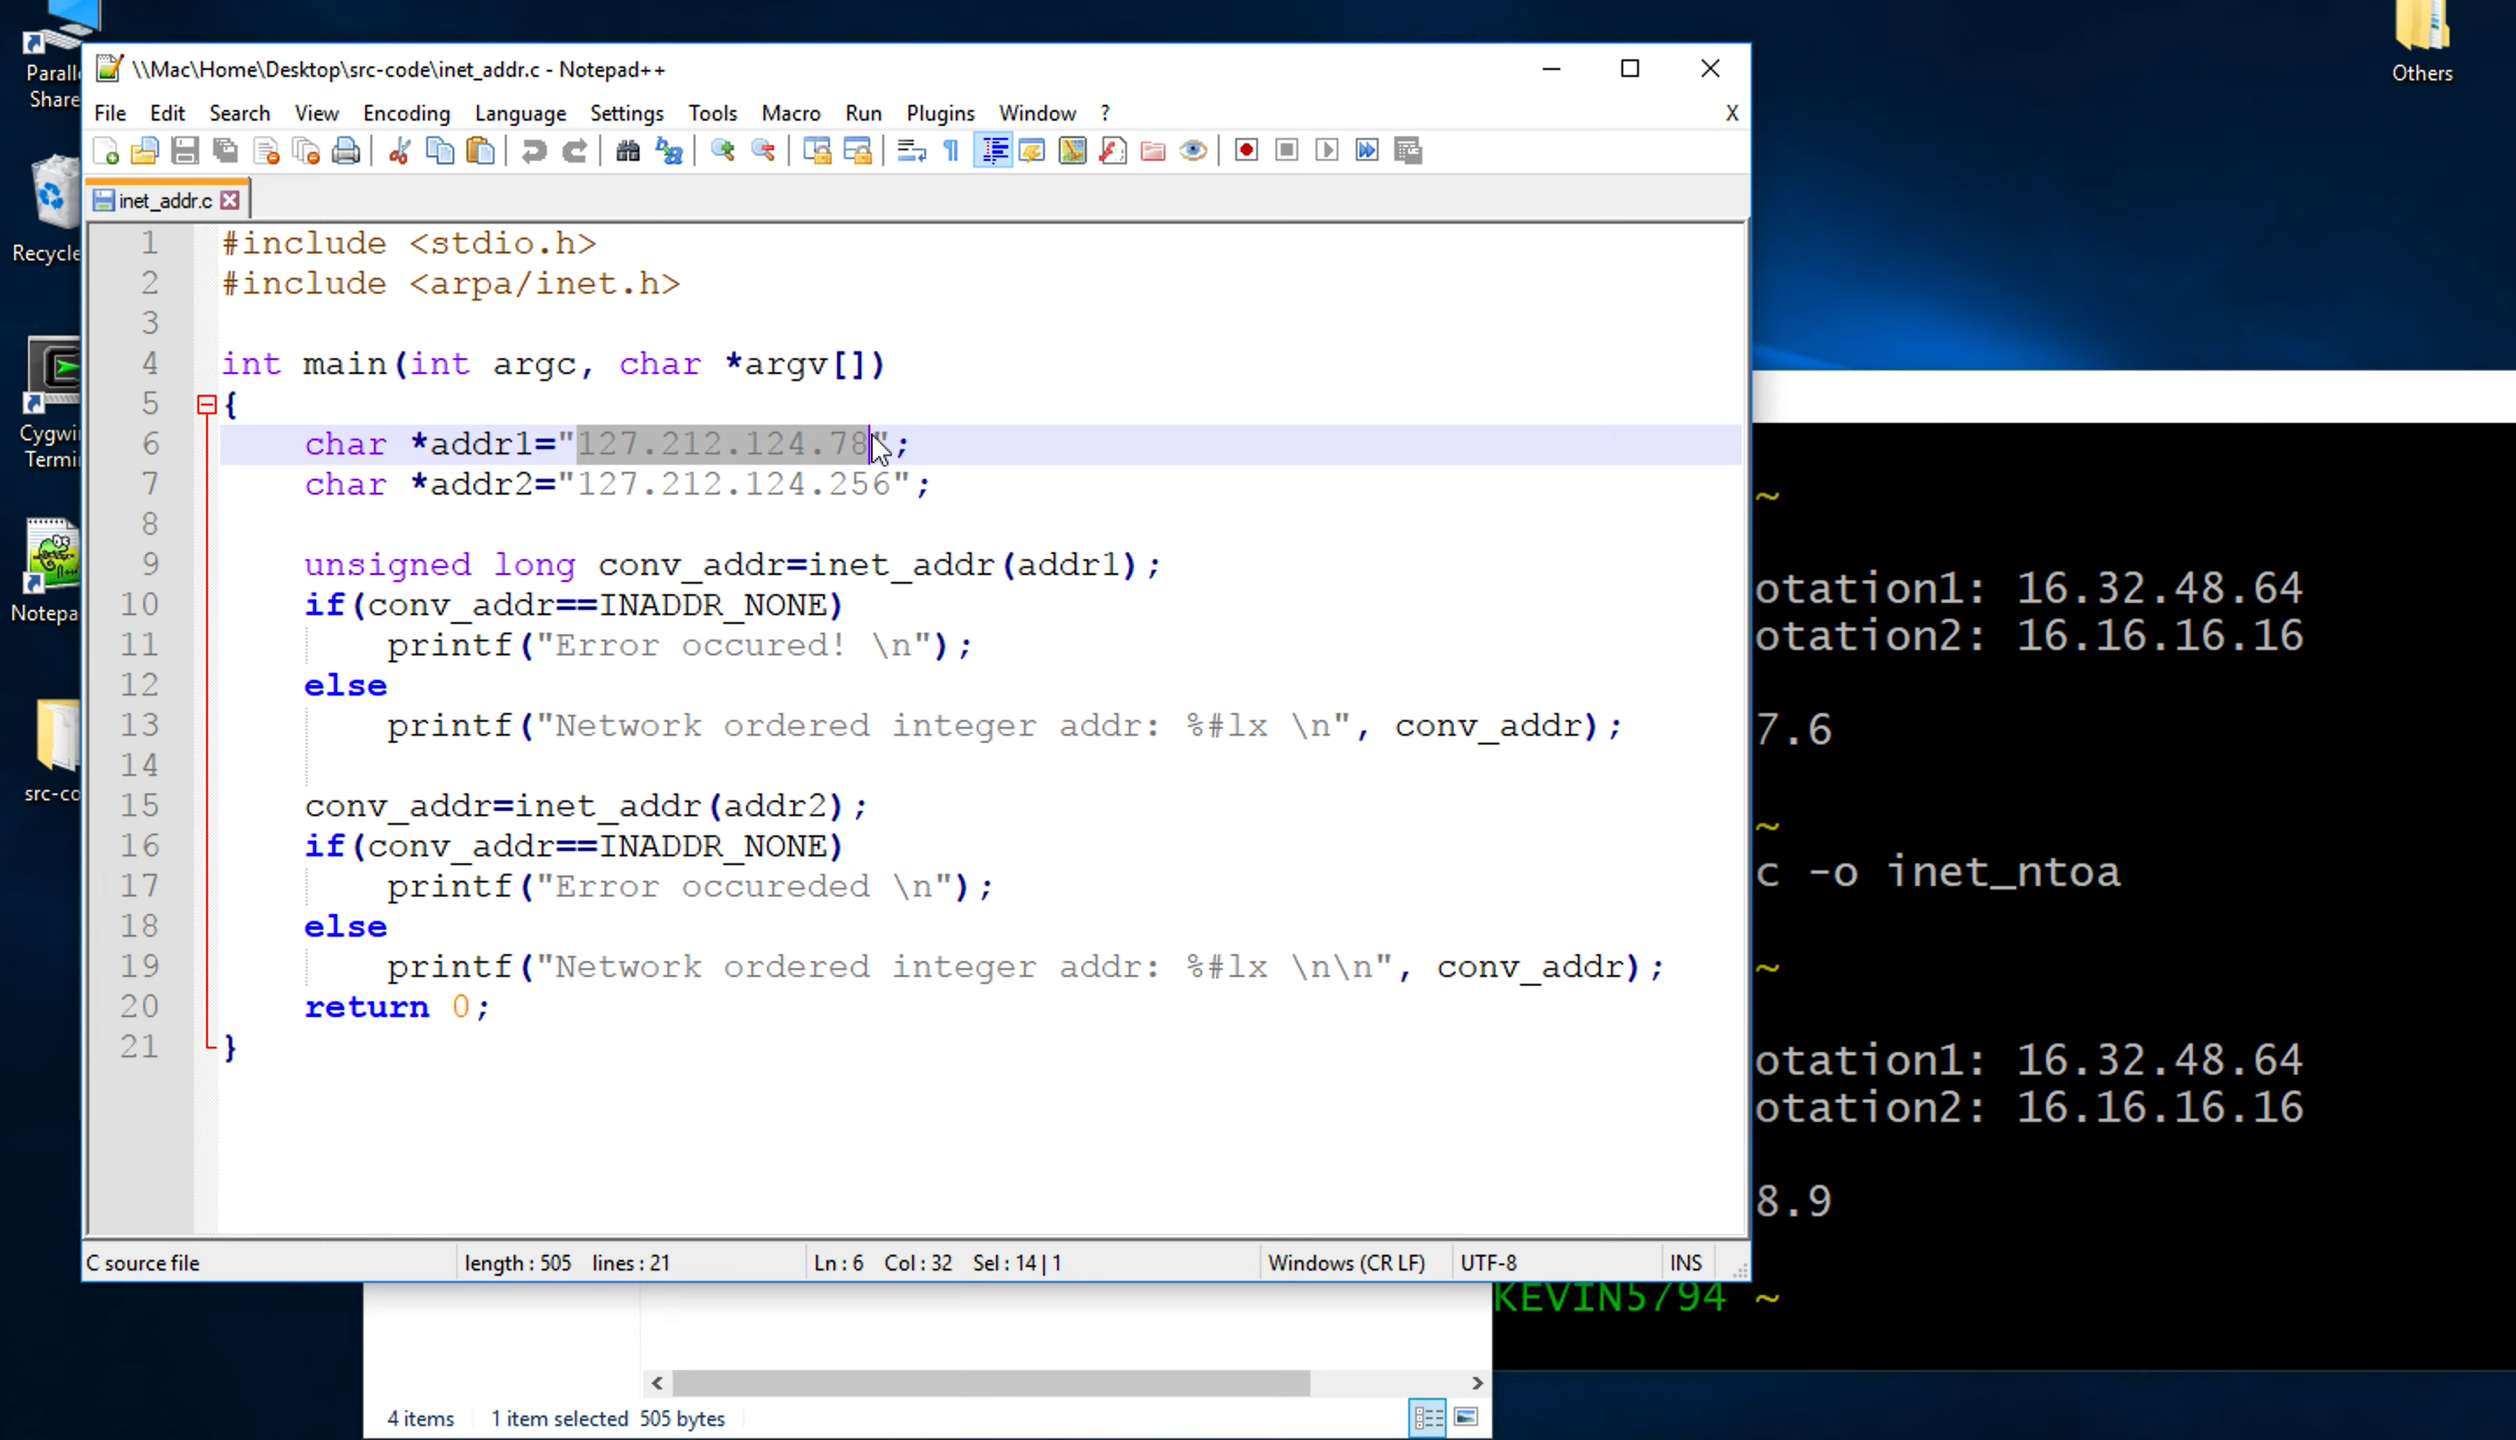 Others
Parall
Share
Recycle
Cygwi
Termi
Notepa
src-co
\\Mac\Home\Desktop\src-code\inet_addr.c - Notepad++
File Edit Search View Encoding Language Settings Tools Macro Run Plugins Window ? X
inet_addr.c
1 #include <stdio.h>
2 #include <arpa/inet.h>
3
4 int main(int argc, char *argv[])
5 {
6 char *addr1="127.212.124.78";
7 char *addr2="127.212.124.256";
8
9 unsigned long conv_addr=inet_addr(addr1);
10 if(conv_addr==INADDR_NONE)
11 printf("Error occured! \n");
12 else
13 printf("Network ordered integer addr: %#lx \n", conv_addr);
14
15 conv_addr=inet_addr(addr2);
16 if(conv_addr==INADDR_NONE)
17 printf("Error occureded \n");
18 else
19 printf("Network ordered integer addr: %#lx \n\n", conv_addr);
20 return 0;
21 }
C source file length : 505 lines : 21 Ln : 6 Col : 32 Sel : 14 | 1 Windows (CR LF) UTF-8 INS
~
otation1: 16.32.48.64
otation2: 16.16.16.16
7.6
~
c -o inet_ntoa
~
otation1: 16.32.48.64
otation2: 16.16.16.16
8.9
KEVIN5794 ~
4 items 1 item selected 505 bytes